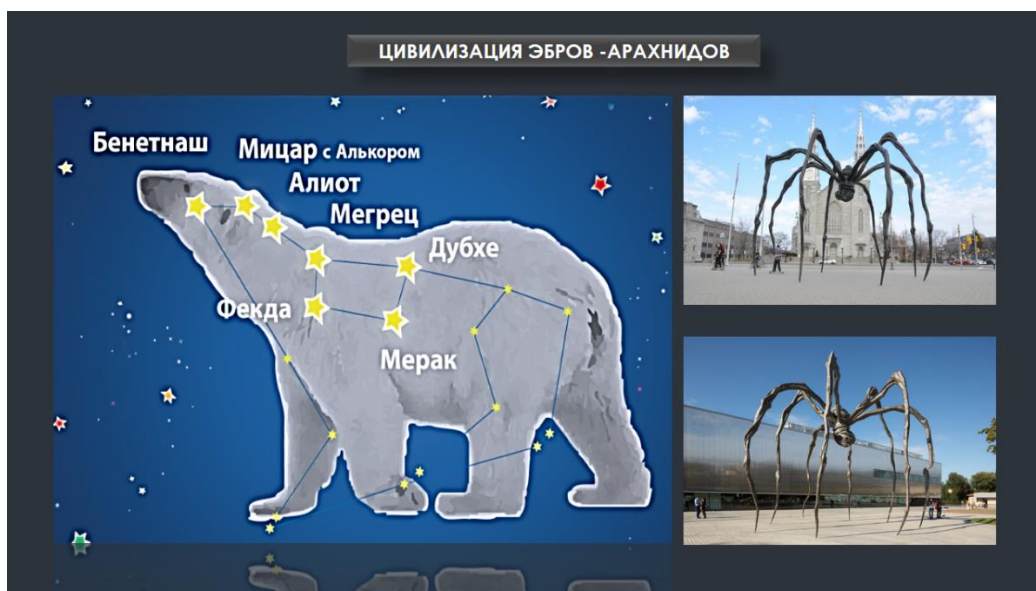 ЦИВИЛИЗАЦИЯ ЭБРОВ -АРАХНИДОВ
Бенетнаш
Мицар с Алькором
Алиот
Мегрец
Дубхе
Фекда
Мерак